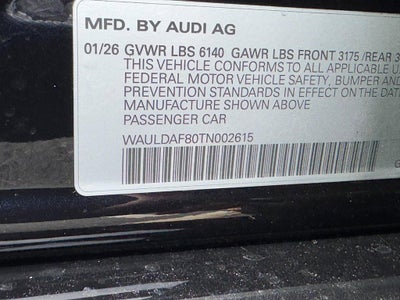 MFD. BY AUDI AG
01/26 GVWR LBS 6140 GAWR LBS FRONT 3175 /REAR 3
THIS VEHICLE CONFORMS TO ALL APPLICABLE
FEDERAL MOTOR VEHICLE SAFETY, BUMPER AND
PREVENTION STANDARDS IN EFFECT ON THE DATE
MANUFACTURE SHOWN ABOVE
PASSENGER CAR
WAULDAF80TN002615